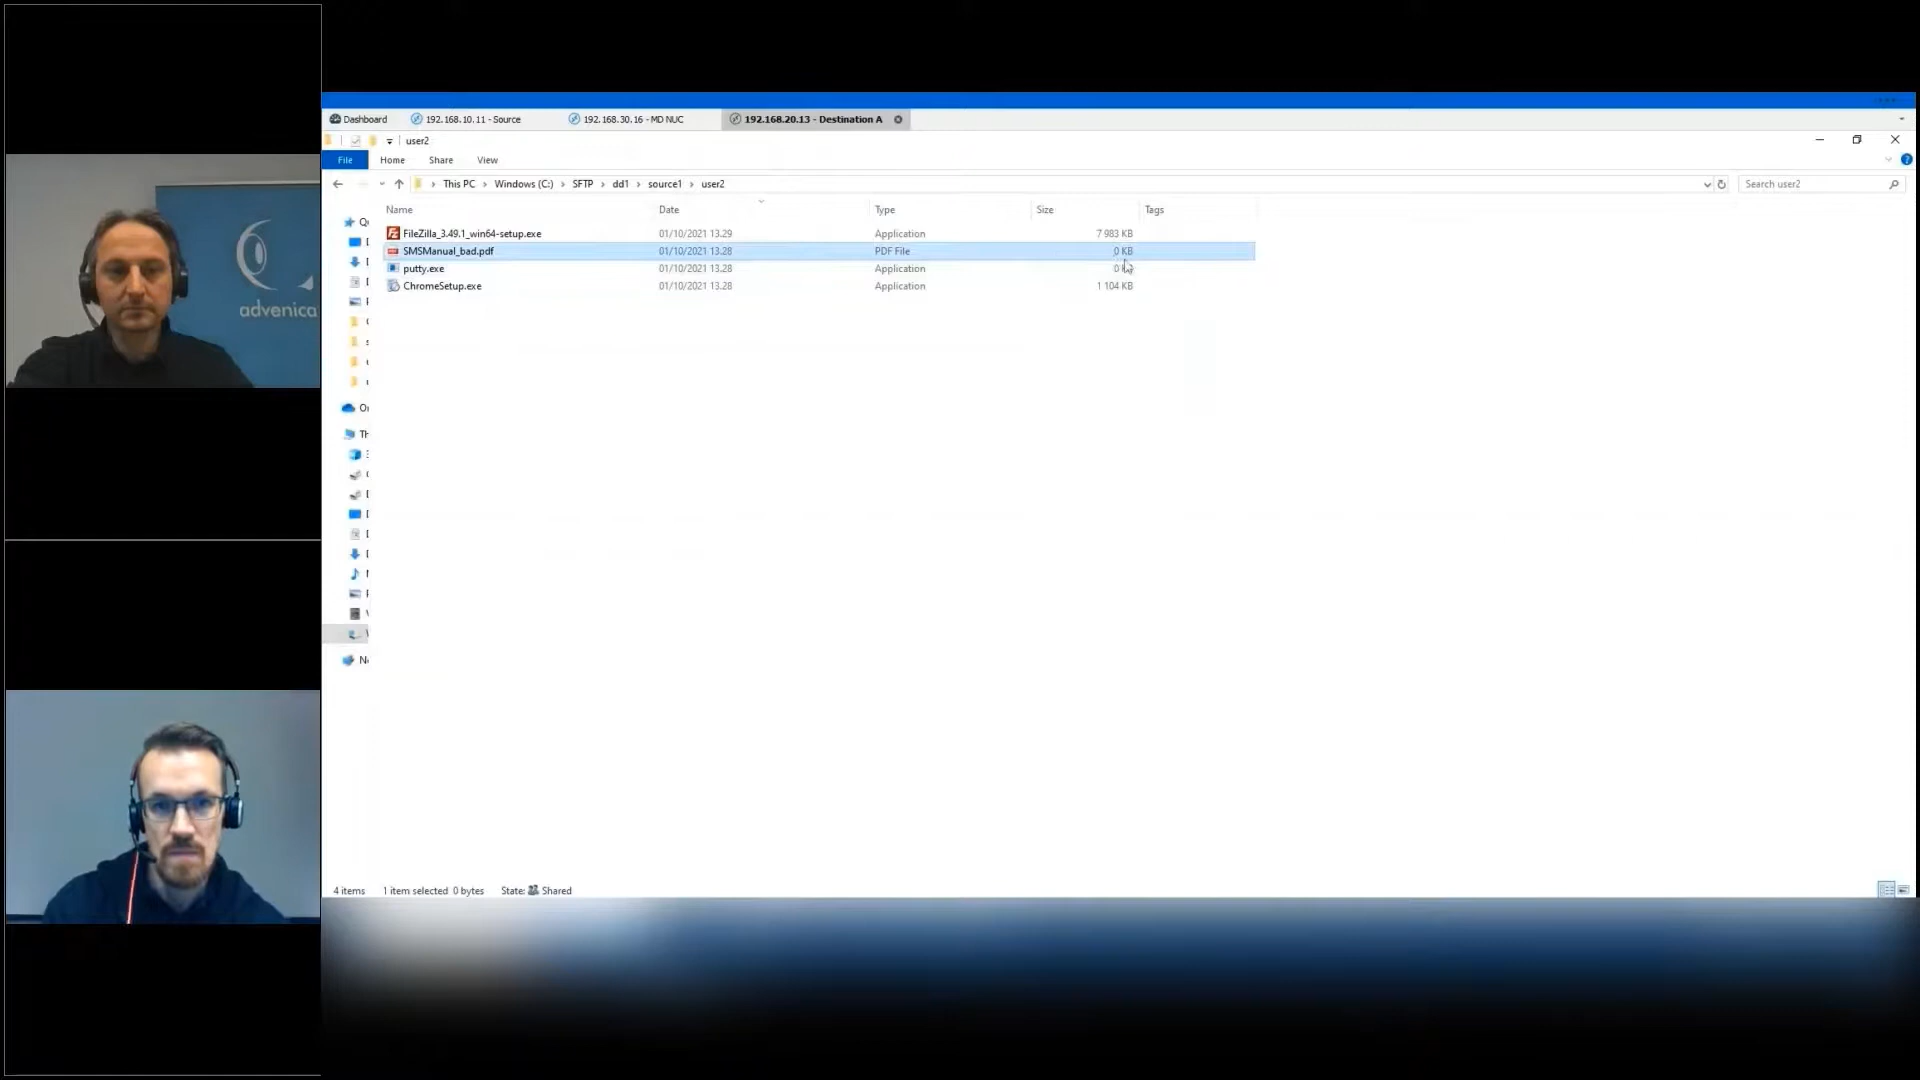 advenica
Dashboard 192.168.10.11 - Source 192.168.30.16 - MD NUC 192.168.20.13 - Destination A
user2
File Home Share View
This PC › Windows (C:) › SFTP › dd1 › source1 › user2 Search user2
Name Date Type Size Tags
FileZilla_3.49.1_win64-setup.exe 01/10/2021 13.29 Application 7 983 KB
SMSManual_bad.pdf 01/10/2021 13.28 PDF File 0 KB
putty.exe 01/10/2021 13.28 Application 0
ChromeSetup.exe 01/10/2021 13.28 Application 1 104 KB
4 items 1 item selected 0 bytes State: Shared